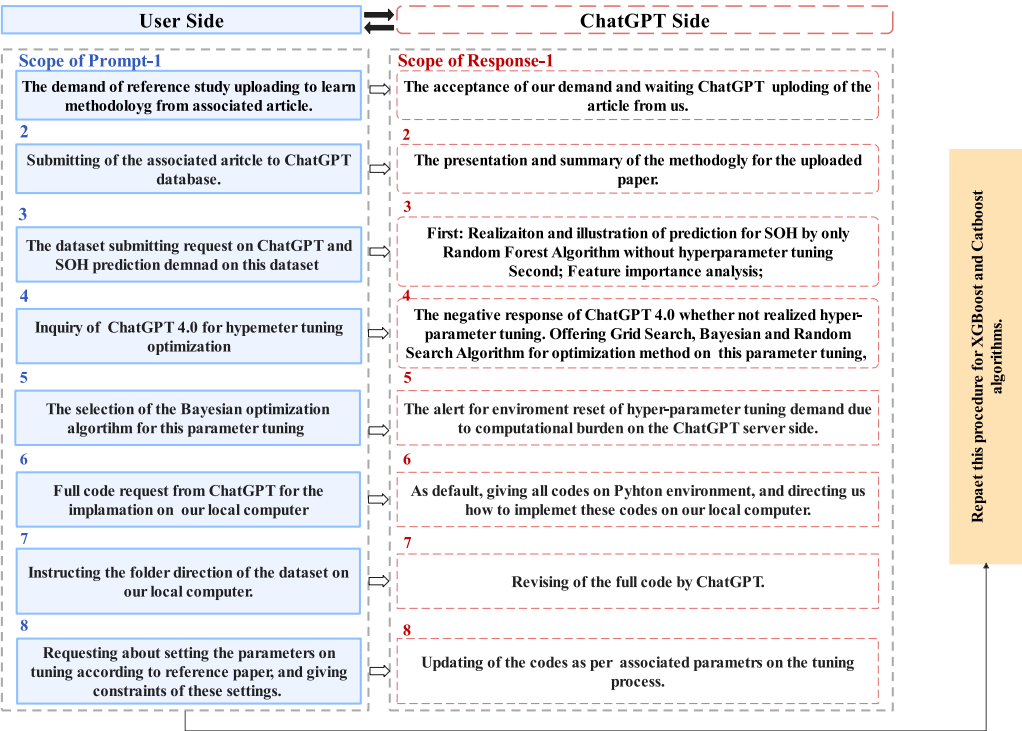 User Side
ChatGPT Side
Scope of Prompt-1
Scope of Response-1
The demand of reference study uploading to learn
methodoloyg from associated article.
The acceptance of our demand and waiting ChatGPT uploding of the
article from us.
2
2
Submitting of the associated aritcle to ChatGPT
database.
The presentation and summary of the methodogly for the uploaded
paper.
3
3
The dataset submitting request on ChatGPT and
SOH prediction demnad on this dataset
First: Realizaiton and illustration of prediction for SOH by only
Random Forest Algorithm without hyperparameter tuning
Second; Feature importance analysis;
4
4
Inquiry of ChatGPT 4.0 for hypemeter tuning
optimization
The negative response of ChatGPT 4.0 whether not realized hyper-
parameter tuning. Offering Grid Search, Bayesian and Random
Search Algorithm for optimization method on this parameter tuning,
5
5
The selection of the Bayesian optimization
algortihm for this parameter tuning
The alert for enviroment reset of hyper-parameter tuning demand due
to computational burden on the ChatGPT server side.
6
6
Full code request from ChatGPT for the
implamation on our local computer
As default, giving all codes on Pyhton environment, and directing us
how to implemet these codes on our local computer.
7
7
Instructing the folder direction of the dataset on
our local computer.
Revising of the full code by ChatGPT.
8
8
Requesting about setting the parameters on
tuning according to reference paper, and giving
constraints of these settings.
Updating of the codes as per associated parametrs on the tuning
process.
Repaet this procedure for XGBoost and Catboost
algorithms.